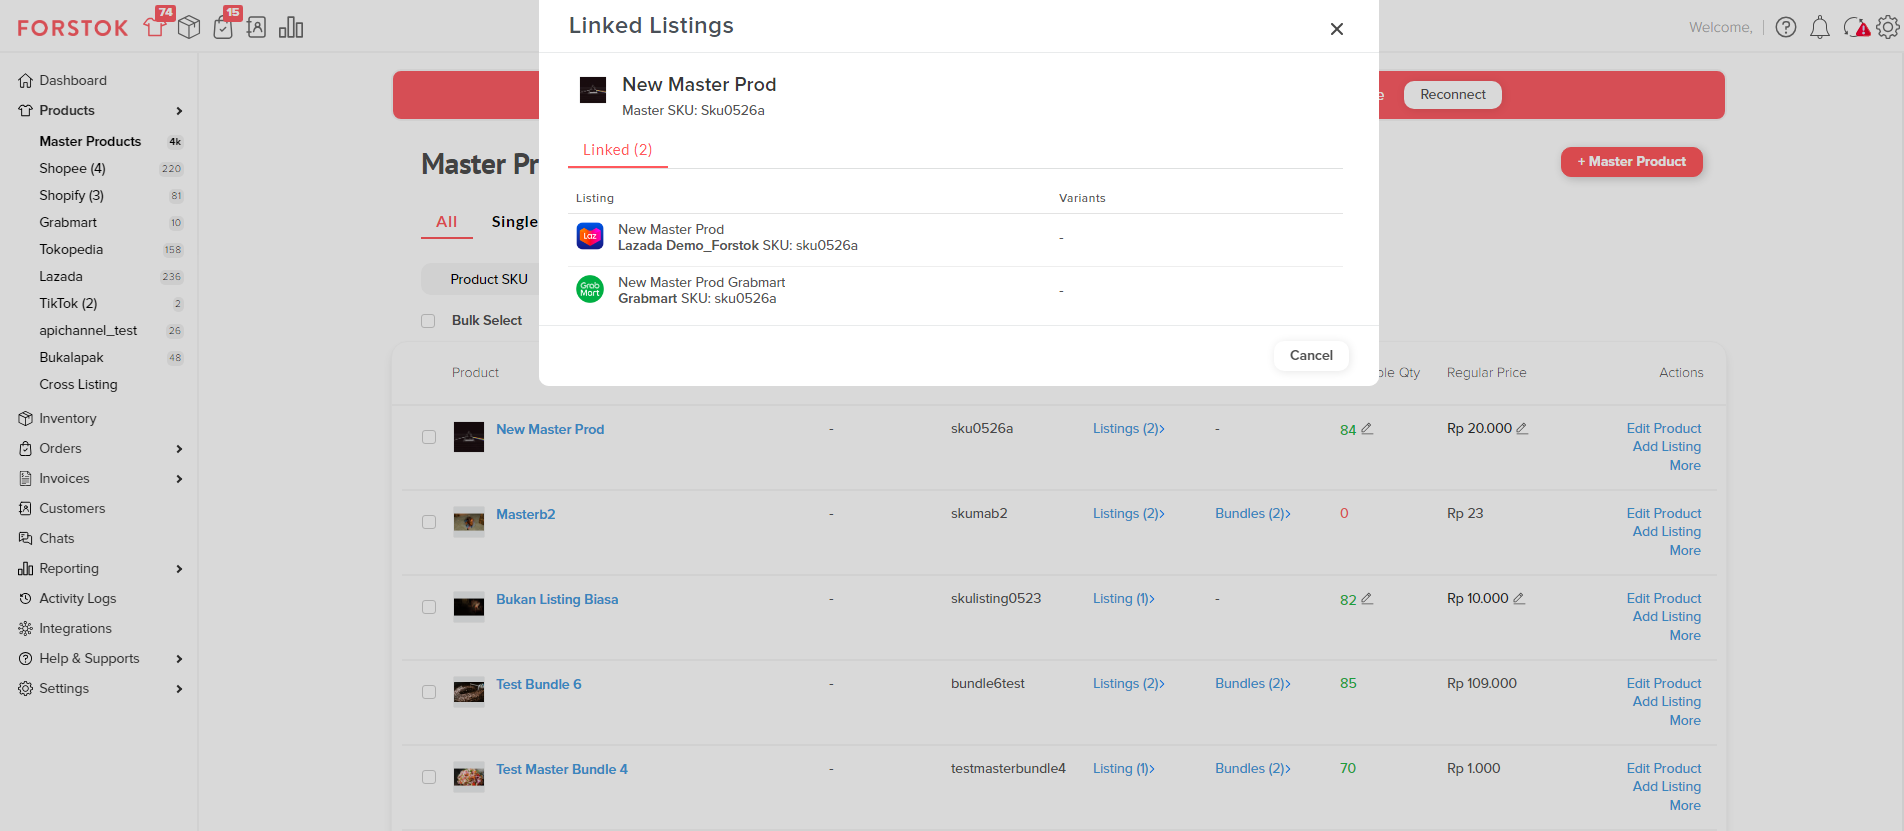 FORSTOK
74
15
Welcome,
Dashboard
Products
Master Products 4k
Shopee (4) 220
Shopify (3) 81
Grabmart 10
Tokopedia 158
Lazada 236
TikTok (2) 2
apichannel_test 26
Bukalapak 48
Cross Listing
Inventory
Orders
Invoices
Customers
Chats
Reporting
Activity Logs
Integrations
Help & Supports
Settings
Linked Listings
New Master Prod
Master SKU: Sku0526a
Linked (2)
Listing Variants
Laz
New Master Prod
Lazada Demo_Forstok SKU: sku0526a
-
Grab
Mart
New Master Prod Grabmart
Grabmart SKU: sku0526a
-
Cancel
Reconnect
Master Pr
+ Master Product
All Single
Product SKU
Bulk Select
Product Qty Regular Price Actions
New Master Prod - sku0526a Listings (2) - 84 Rp 20.000 Edit Product
Add Listing
More
Masterb2 - skumab2 Listings (2) Bundles (2) 0 Rp 23 Edit Product
Add Listing
More
Bukan Listing Biasa - skulisting0523 Listing (1) - 82 Rp 10.000 Edit Product
Add Listing
More
Test Bundle 6 - bundle6test Listings (2) Bundles (2) 85 Rp 109.000 Edit Product
Add Listing
More
Test Master Bundle 4 - testmasterbundle4 Listing (1) Bundles (2) 70 Rp 1.000 Edit Product
Add Listing
More